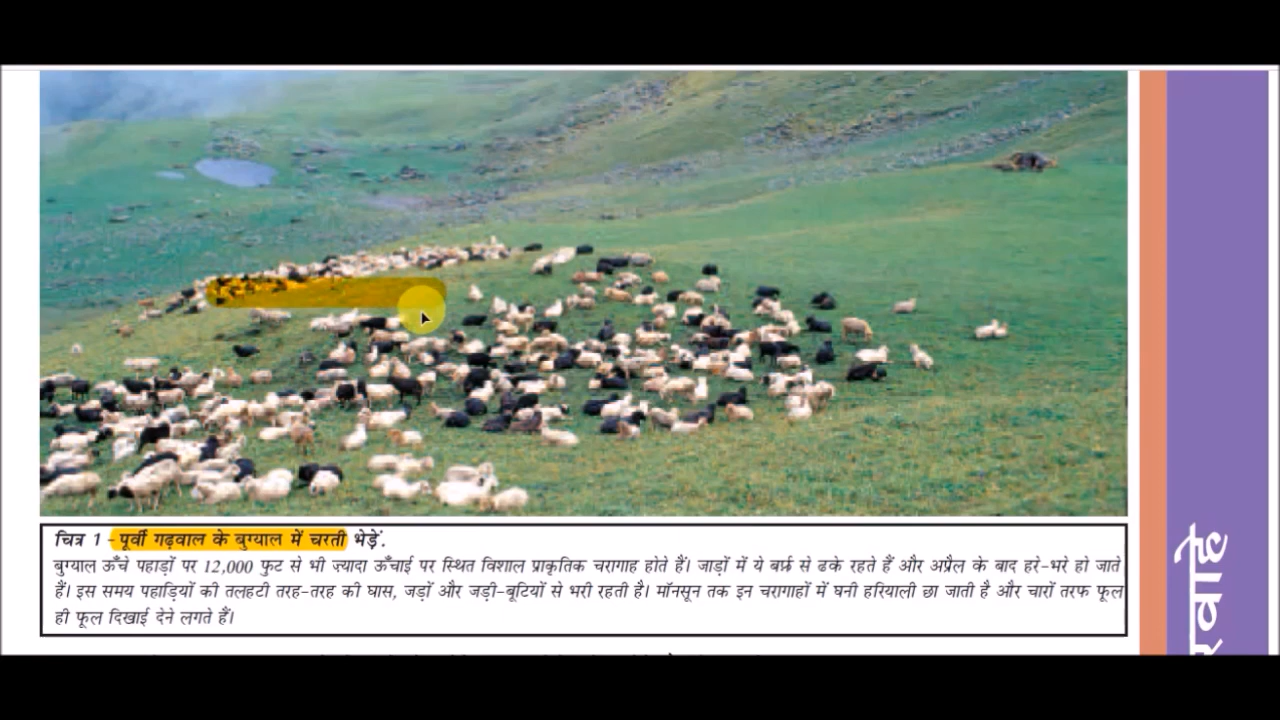 चित्र 1 - पूर्वी गढ़वाल के बुग्याल में चरती भेड़ें.
बुग्याल ऊँचे पहाड़ों पर 12,000 फुट से भी ज़्यादा ऊँचाई पर स्थित विशाल प्राकृतिक चरागाह होते हैं। जाड़ों में ये बर्फ़ से ढके रहते हैं और अप्रैल के बाद हरे-भरे हो जाते
हैं। इस समय पहाड़ियों की तलहटी तरह-तरह की घास, जड़ों और जड़ी-बूटियों से भरी रहती है। मॉनसून तक इन चरागाहों में घनी हरियाली छा जाती है और चारों तरफ फूल
ही फूल दिखाई देने लगते हैं।